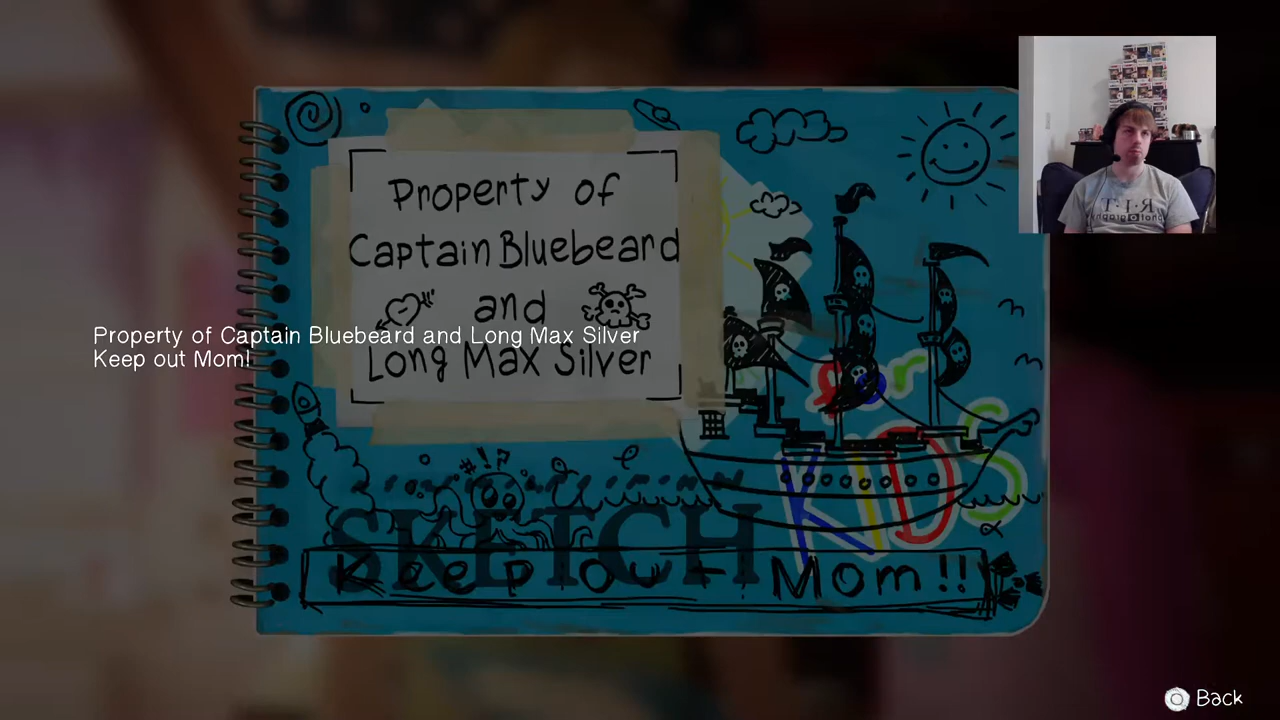 Property of
Captain Bluebeard
and
Long Max Silver
Property of Captain Bluebeard and Long Max Silver
Keep out Mom!
SKETCH KIDS
Keep out Mom!!
R·I·T
photography
Back